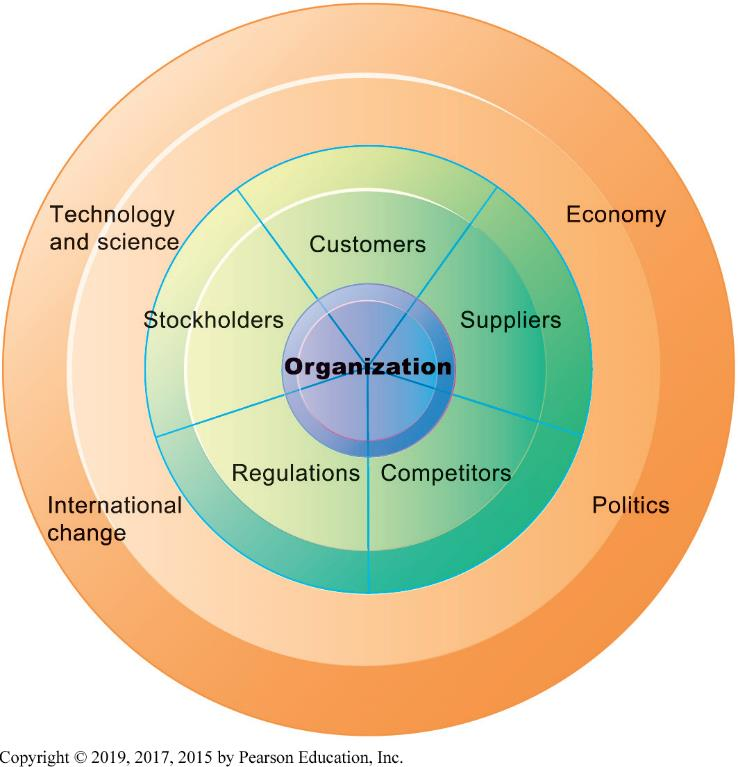 Technology
and science
Economy
Customers
Stockholders
Suppliers
Organization
Regulations
Competitors
International
change
Politics
Copyright © 2019, 2017, 2015 by Pearson Education, Inc.